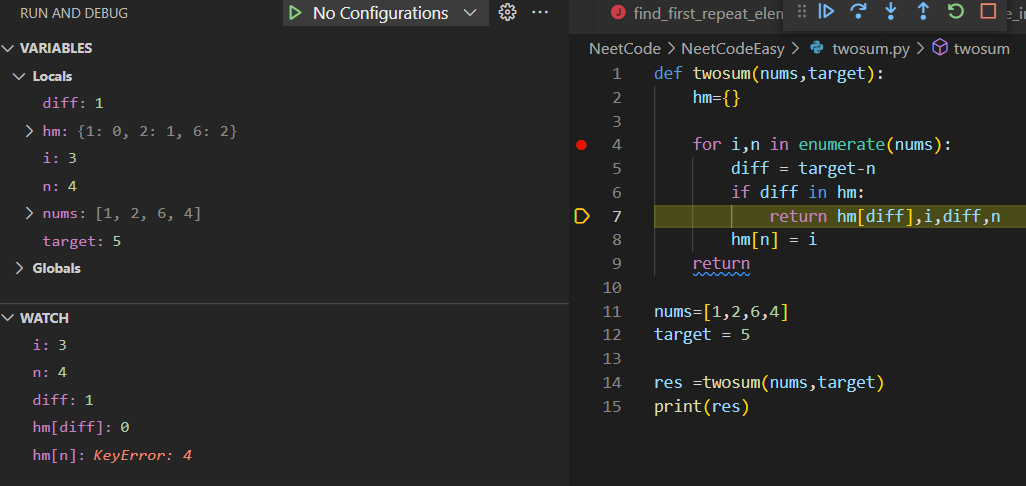 RUN AND DEBUG
No Configurations
VARIABLES
Locals
diff: 1
hm: {1: 0, 2: 1, 6: 2}
i: 3
n: 4
nums: [1, 2, 6, 4]
target: 5
Globals
WATCH
i: 3
n: 4
diff: 1
hm[diff]: 0
hm[n]: KeyError: 4
J find_first_repeat_elem
e_in
NeetCode > NeetCodeEasy > twosum.py > twosum
1 def twosum(nums,target):
2 hm={}
3
4 for i,n in enumerate(nums):
5 diff = target-n
6 if diff in hm:
7 return hm[diff],i,diff,n
8 hm[n] = i
9 return
10
11 nums=[1,2,6,4]
12 target = 5
13
14 res =twosum(nums,target)
15 print(res)